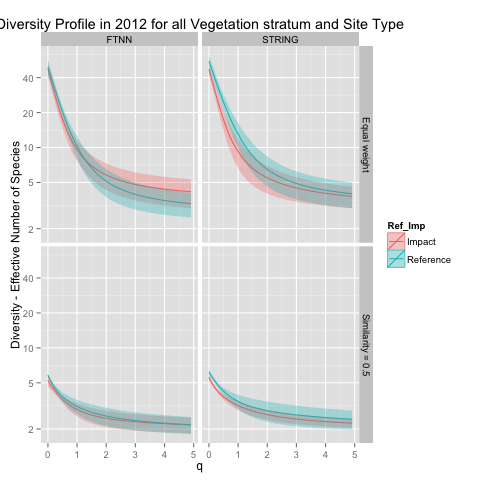 Diversity Profile in 2012 for all Vegetation stratum and Site Type
FTNN
STRING
Diversity - Effective Number of Species
40
20
10
5
2
Equal weight
40
20
10
5
2
Similarity = 0.5
0 1 2 3 4 5
0 1 2 3 4 5
q
Ref_Imp
Impact
Reference